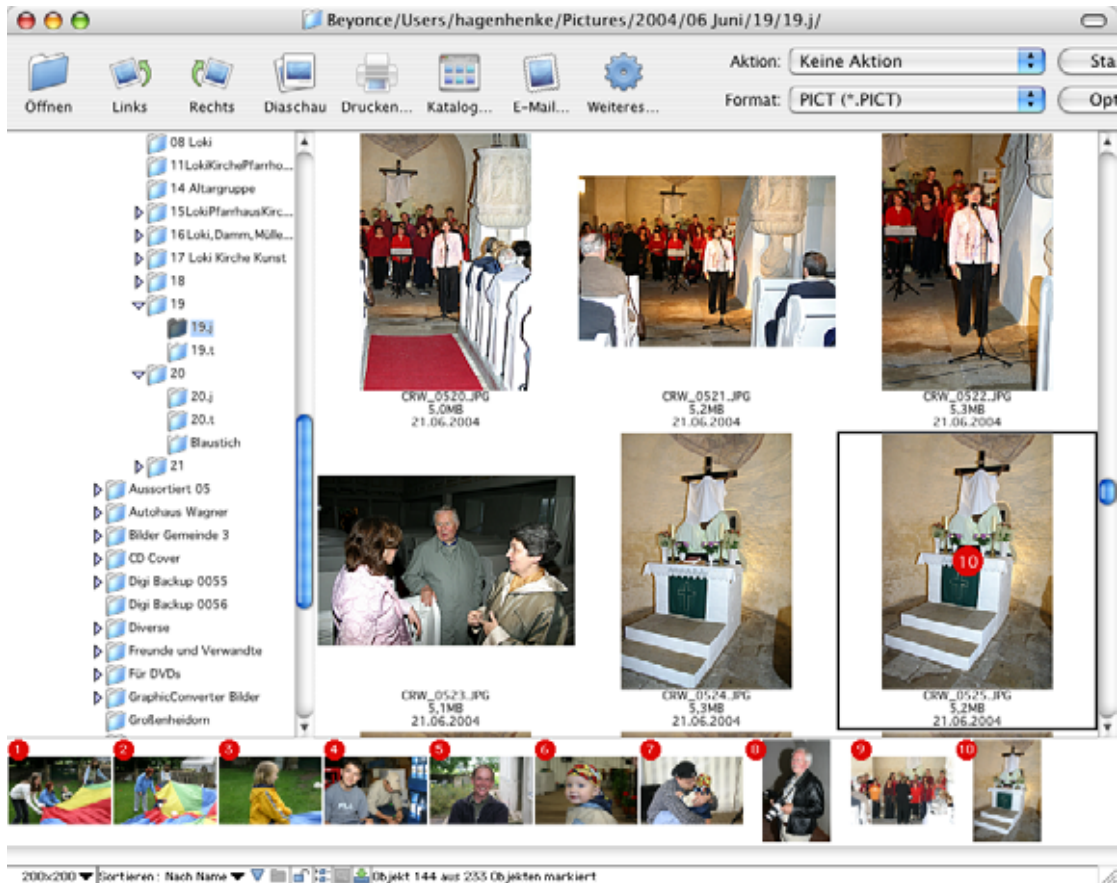 Beyonce/Users/hagenhenke/Pictures/2004/06 Juni/19/19.j/
Öffnen Links Rechts Diaschau Drucken... Katalog... E-Mail... Weiteres...
Aktion: Keine Aktion
Format: PICT (*.PICT)
Sta
Opt
08 Loki
11LokiKirchePfarrho...
14 Altargruppe
15LokiPfarrhausKirc...
16 Loki,Damm,Mülle...
17 Loki Kirche Kunst
18
19
19.j
19.t
20
20.j
20.t
Blaustich
21
Aussortiert 05
Autohaus Wagner
Bilder Gemeinde 3
CD Cover
Digi Backup 0055
Digi Backup 0056
Diverse
Freunde und Verwandte
Für DVDs
GraphicConverter Bilder
Großenheidorn
CRW_0520.JPG
5,0MB
21.06.2004
CRW_0521.JPG
5,2MB
21.06.2004
CRW_0522.JPG
5,3MB
21.06.2004
CRW_0523.JPG
5,1MB
21.06.2004
CRW_0524.JPG
5,3MB
21.06.2004
10
CRW_0525.JPG
5,2MB
21.06.2004
1 2 3 4 5 6 7 8 9 10
FILA
200x200 Sortieren: Nach Name Objekt 144 aus 233 Objekten markiert